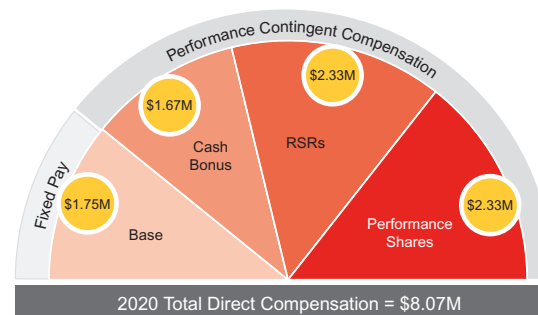 Performance Contingent Compensation
$2.33M
$1.67M
Cash
Bonus
RSRs
Fixed Pay
$1.75M
Base
Performance
Shares
$2.33M
2020 Total Direct Compensation = $8.07M